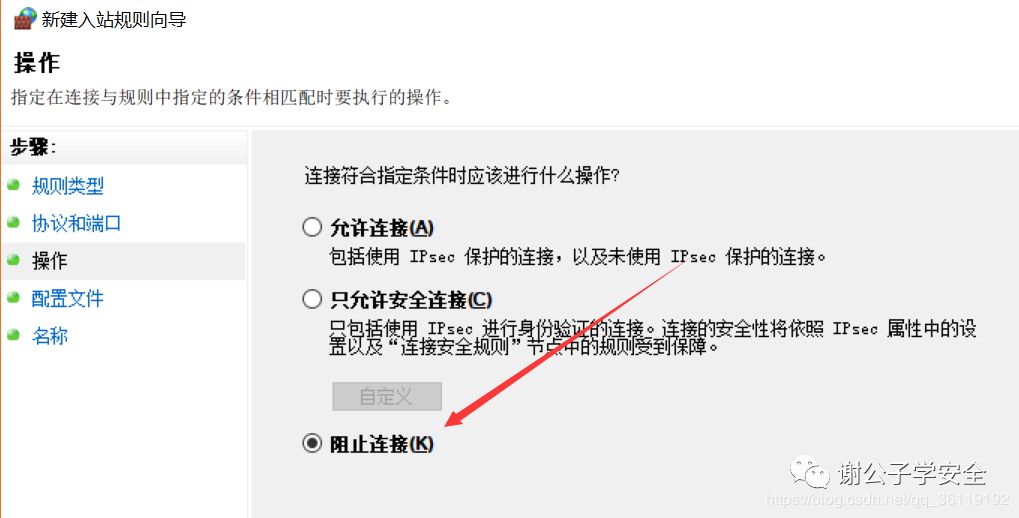 新建入站规则向导
操作
指定在连接与规则中指定的条件相匹配时要执行的操作。
步骤:
规则类型
协议和端口
操作
配置文件
名称
连接符合指定条件时应该进行什么操作?
允许连接(A)
包括使用 IPsec 保护的连接，以及未使用 IPsec 保护的连接。
只允许安全连接(C)
只包括使用 IPsec 进行身份验证的连接。连接的安全性将依照 IPsec 属性中的设
置以及“连接安全规则”节点中的规则受到保障。
自定义
阻止连接(K)
谢公子学安全
https://blog.csdn.net/qq_36119192